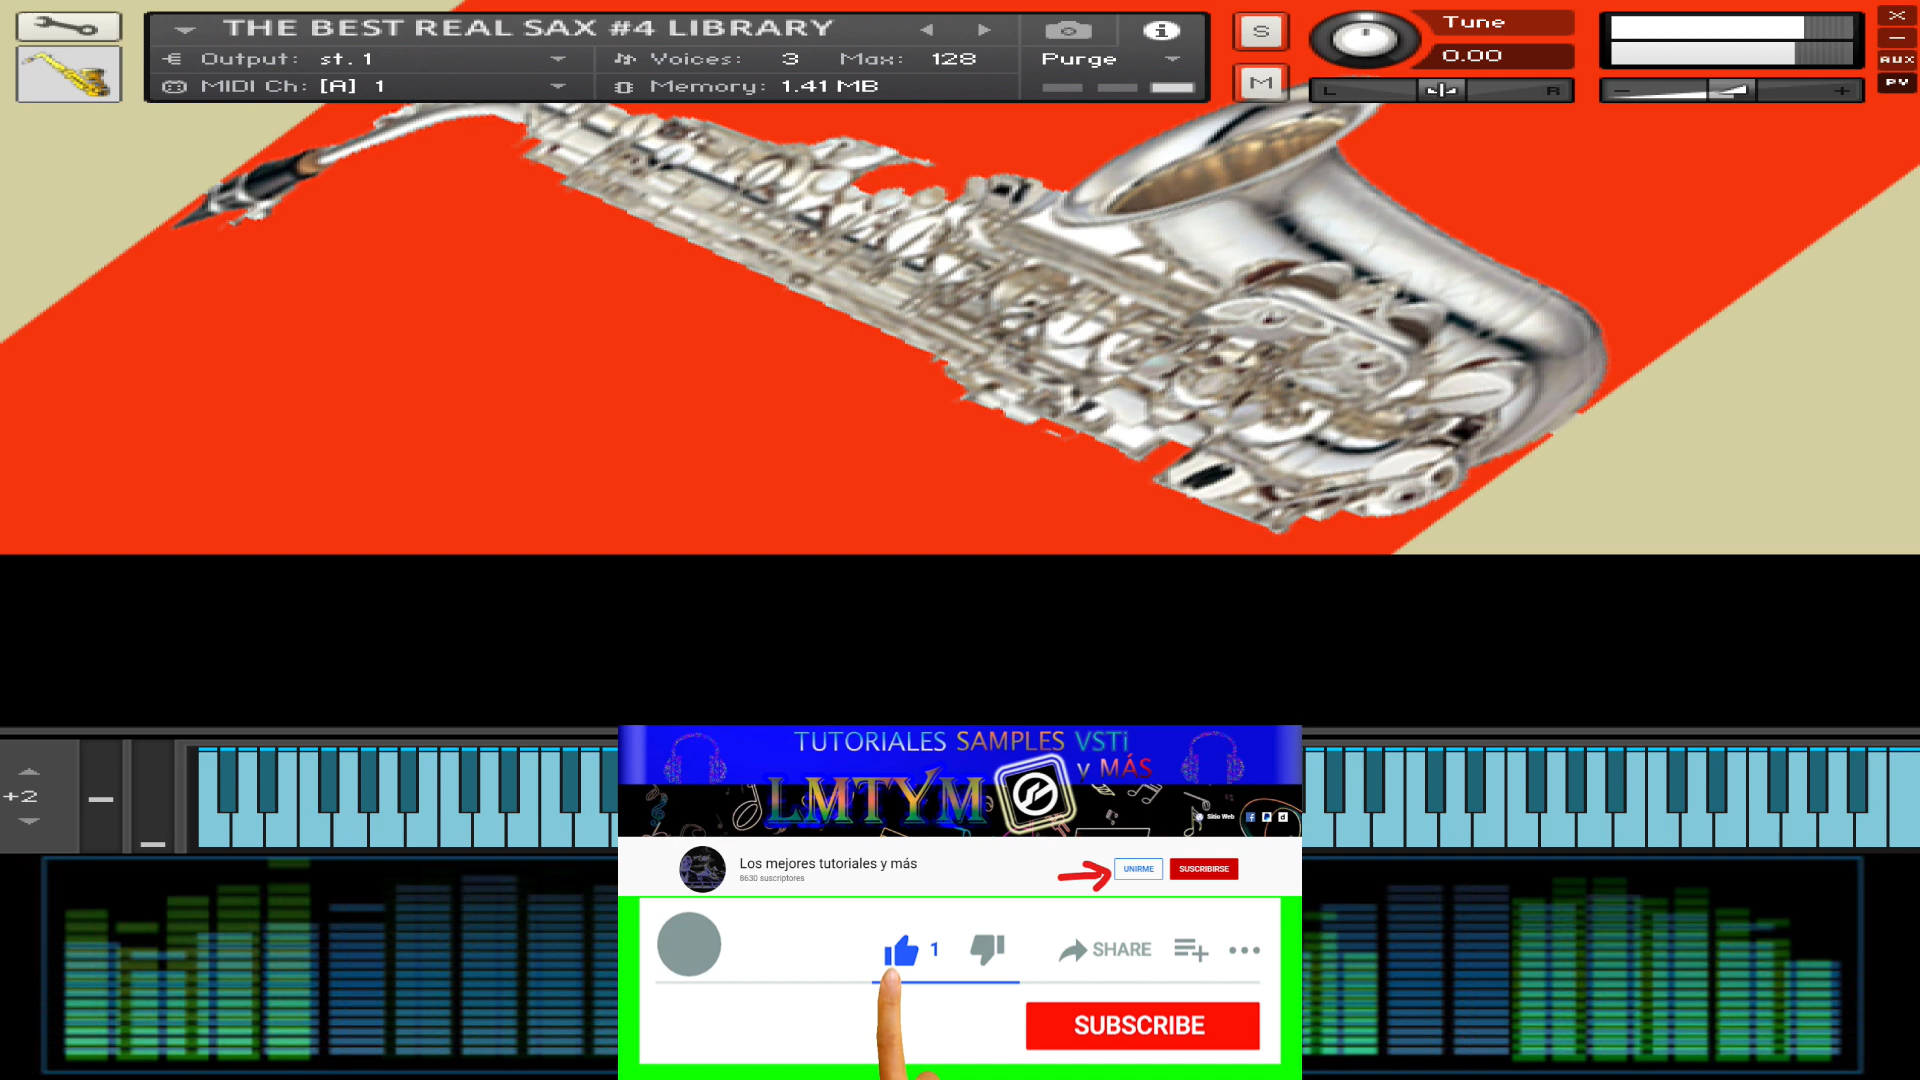 THE BEST REAL SAX #4 LIBRARY
Output: st. 1
Voices: 3 Max: 128
Purge
MIDI Ch: [A] 1
Memory: 1.41 MB
S
M
Tune
0.00
L R
- +
×
AUX
PV
+2
TUTORIALES SAMPLES VSTi
y MÁS
LMTYM
Sitio Web
Los mejores tutoriales y más
8630 suscriptores
UNIRME
SUSCRIBIRSE
1
SHARE
SUBSCRIBE